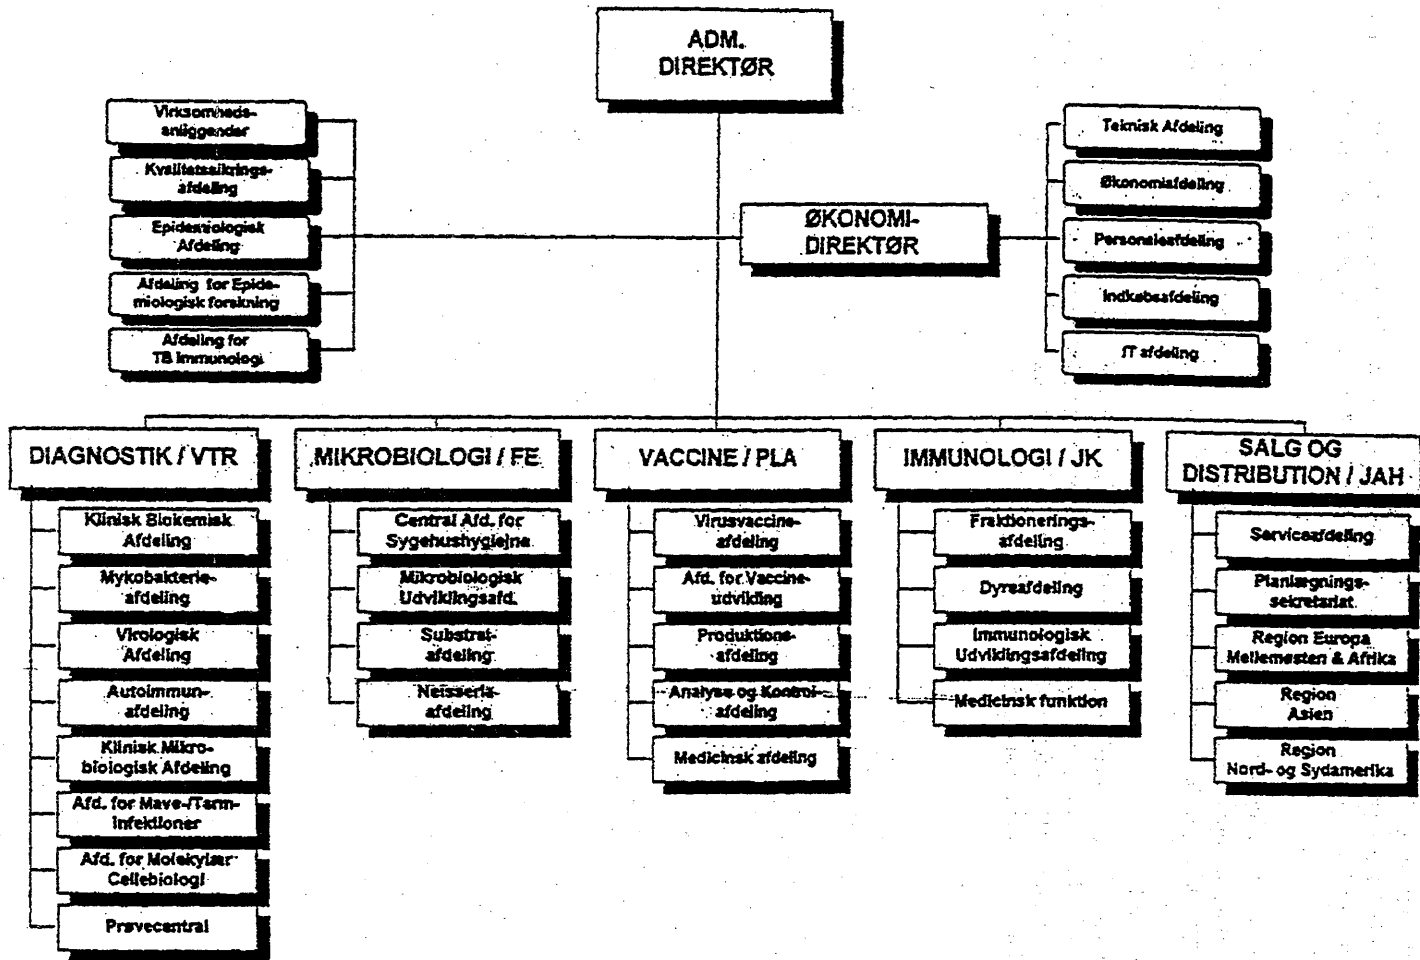 ADM.
DIREKTØR
Virksomheds-
anliggender
Kvalitetssikrings-
afdeling
Epidemiologisk
Afdeling
Afdeling for Epide-
miologisk forskning
Afdeling for
TB Immunologi
ØKONOMI-
DIREKTØR
Teknisk Afdeling
Økonomiafdeling
Personaleafdeling
Indkøbsafdeling
IT afdeling
DIAGNOSTIK / VTR
Klinisk Biokemisk
Afdeling
Mykobakterie-
afdeling
Virologisk
Afdeling
Autoimmun-
afdeling
Klinisk Mikro-
biologisk Afdeling
Afd. for Mave-/Tarm-
infektioner
Afd. for Molekylær
Cellebiologi
Prøvecentral
MIKROBIOLOGI / FE
Central Afd. for
Sygehushygiejne
Mikrobiologisk
Udviklingsafd.
Substrat-
afdeling
Neisseria-
afdeling
VACCINE / PLA
Virusvaccine-
afdeling
Afd. for Vaccine-
udvikling
Produktions-
afdeling
Analyse og Kontrol-
afdeling
Medicinsk afdeling
IMMUNOLOGI / JK
Fraktionerings-
afdeling
Dyreafdeling
Immunologisk
Udviklingsafdeling
Medicinsk funktion
SALG OG
DISTRIBUTION / JAH
Serviceafdeling
Planlægnings-
sekretariat
Region Europa
Mellemøsten & Afrika
Region
Asien
Region
Nord- og Sydamerika